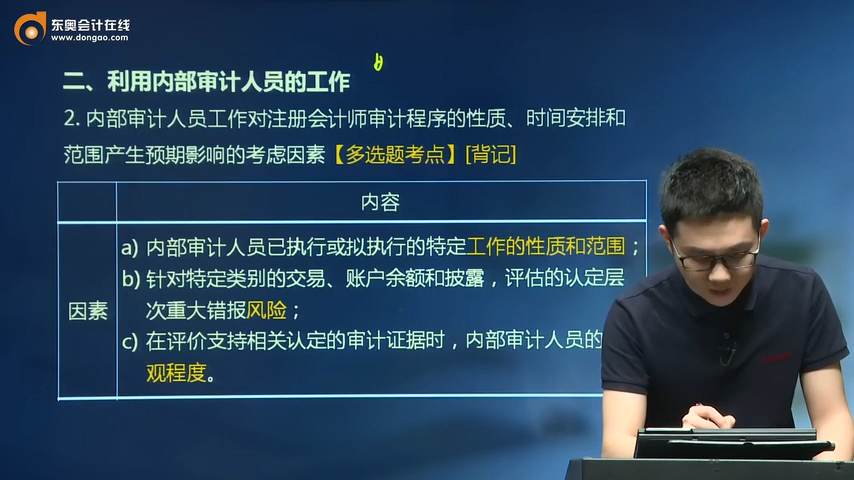 东奥会计在线
www.dongao.com
二、利用内部审计人员的工作
2. 内部审计人员工作对注册会计师审计程序的性质、时间安排和
范围产生预期影响的考虑因素【多选题考点】[背记]
内容
因素
a) 内部审计人员已执行或拟执行的特定工作的性质和范围；
b) 针对特定类别的交易、账户余额和披露，评估的认定层
次重大错报风险；
c) 在评价支持相关认定的审计证据时，内部审计人员的
观程度。